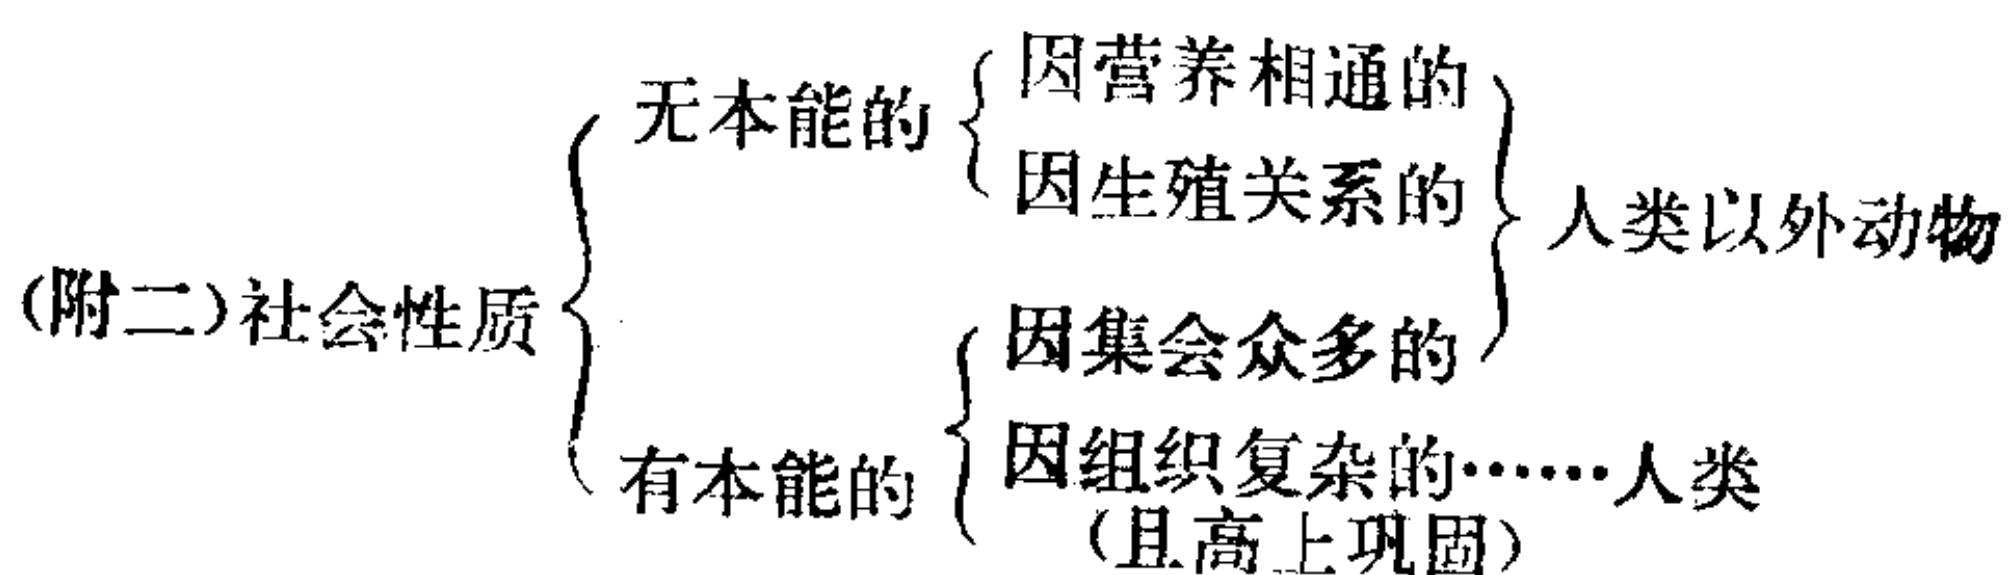 因营养相通的
无本能的
因生殖关系的
人类以外动物
(附二)社会性质
因集会众多的
有本能的
因组织复杂的……人类
(且高上巩固)